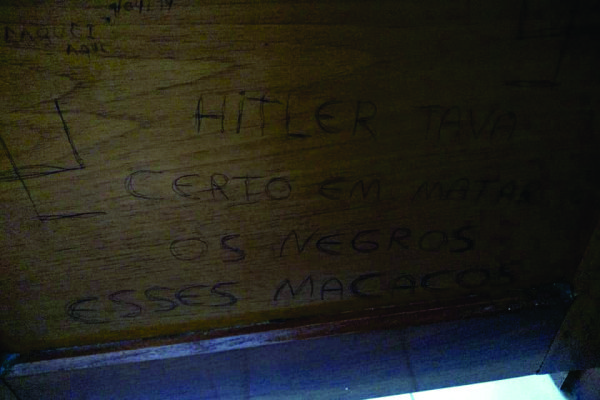 HITLER TAVA
CERTO EM MATAR
OS NEGROS
ESSES MACACOS